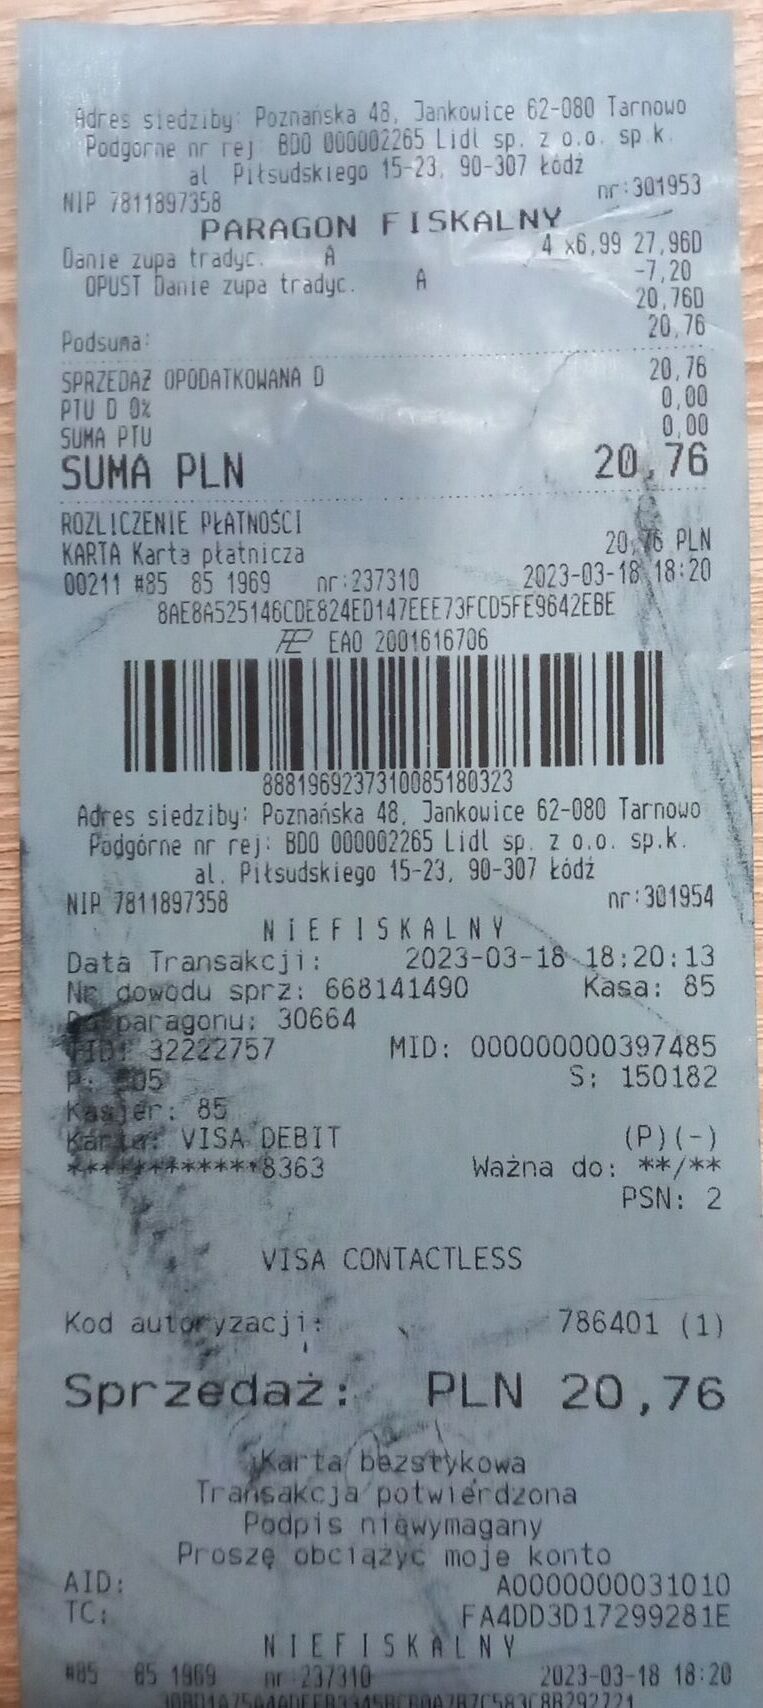 Adres siedziby: Poznańska 48, Jankowice 62-080 Tarnowo
Podgórne nr rej: BDO 000002265 Lidl sp. z o.o. sp.k.
al. Piłsudskiego 15-23, 90-307 Łódź
NIP 7811897358 nr:301953
PARAGON FISKALNY
Danie zupa tradyc. A 4 x6,99 27,96D
OPUST Danie zupa tradyc. A -7,20
20,76D
Podsuma: 20,76
SPRZEDAŻ OPODATKOWANA D 20,76
PTU D 0% 0,00
SUMA PTU 0,00
SUMA PLN 20,76
ROZLICZENIE PŁATNOŚCI
KARTA Karta płatnicza 20,76 PLN
00211 #85 85 1969 nr:237310 2023-03-18 18:20
8AE8A525146CDE824ED147EEE73FCD5FE9642EBE
EAO 2001616706
8881969237310085180323
Adres siedziby: Poznańska 48, Jankowice 62-080 Tarnowo
Podgórne nr rej: BDO 000002265 Lidl sp. z o.o. sp.k.
al. Piłsudskiego 15-23, 90-307 Łódź
NIP 7811897358 nr:301954
NIEFISKALNY
Data Transakcji: 2023-03-18 18:20:13
Nr dowodu sprz: 668141490 Kasa: 85
Do paragonu: 30664
TID: 32222757 MID: 000000000397485
P: 505 S: 150182
Kasjer: 85
Karta: VISA DEBIT (P)(-)
************8363 Ważna do: **/**
PSN: 2
VISA CONTACTLESS
Kod autoryzacji: 786401 (1)
Sprzedaż: PLN 20,76
Karta bezstykowa
Transakcja potwierdzona
Podpis niewymagany
Proszę obciążyć moje konto
AID: A0000000031010
TC: FA4DD3D17299281E
NIEFISKALNY
#85 85 1969 nr:237310 2023-03-18 18:20